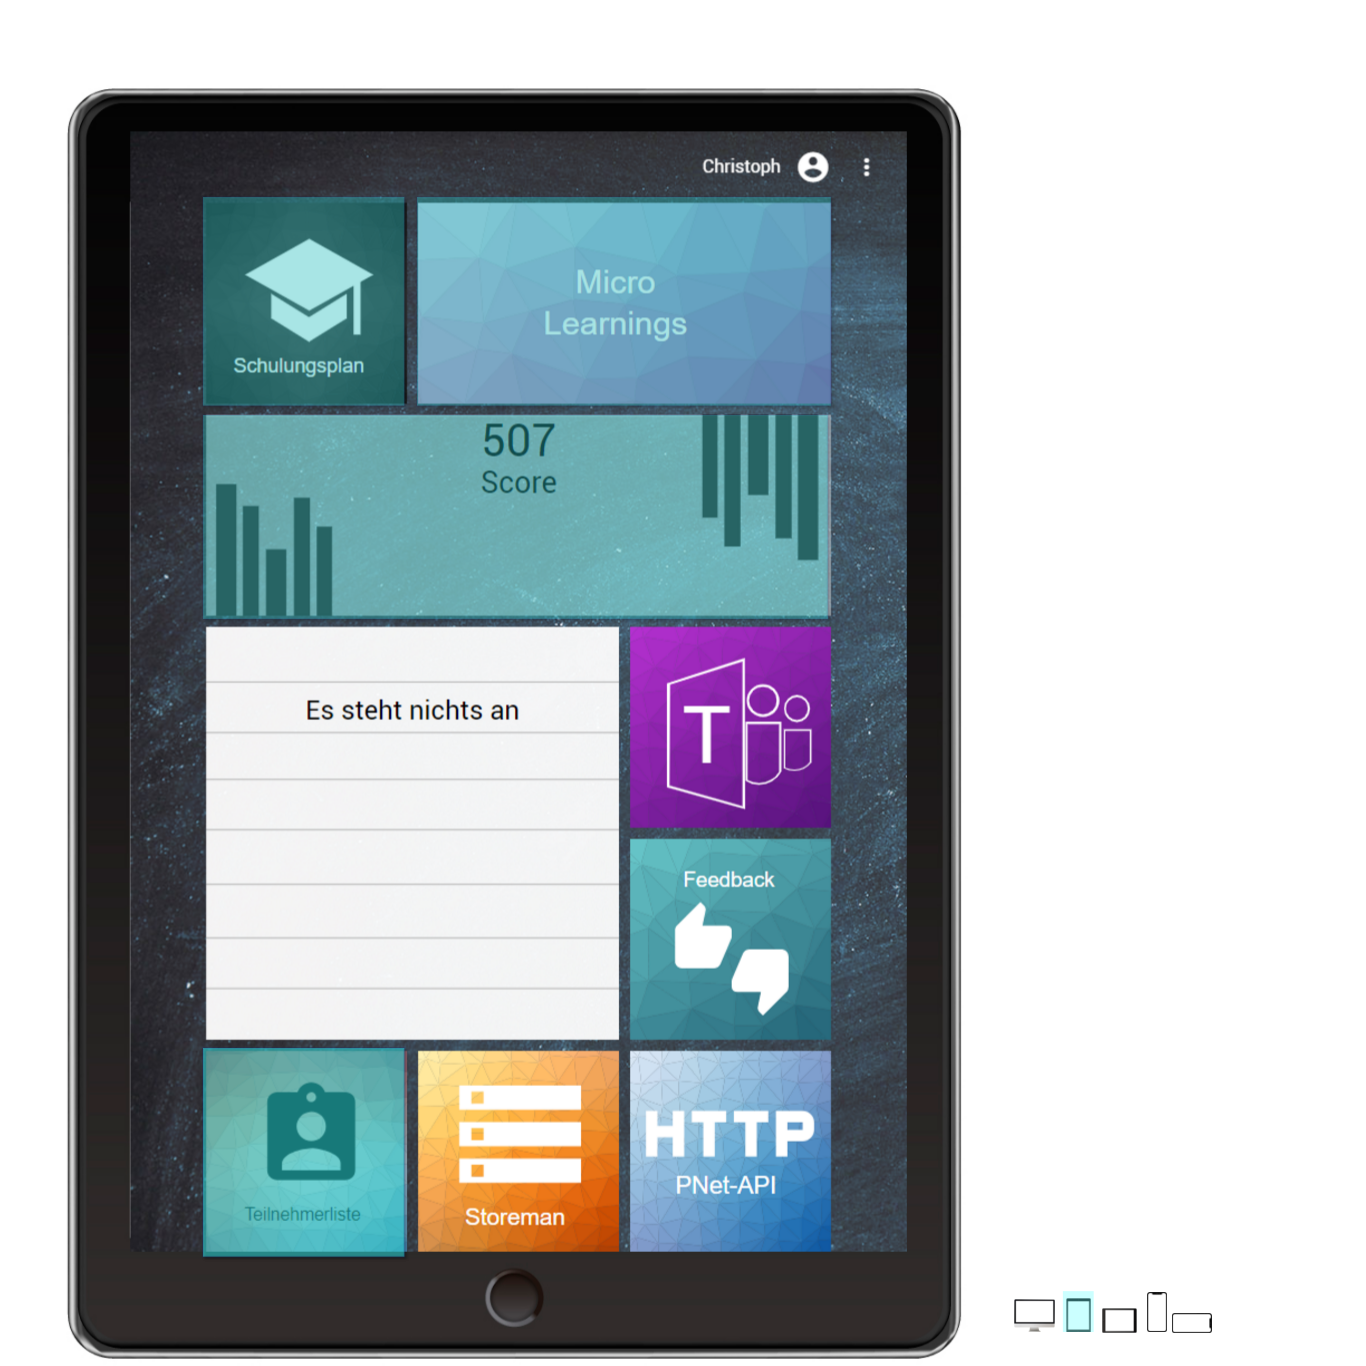 Christoph
Schulungsplan
Micro
Learnings
507
Score
Es steht nichts an
T
Feedback
Teilnehmerliste
Storeman
HTTP
PNet-API